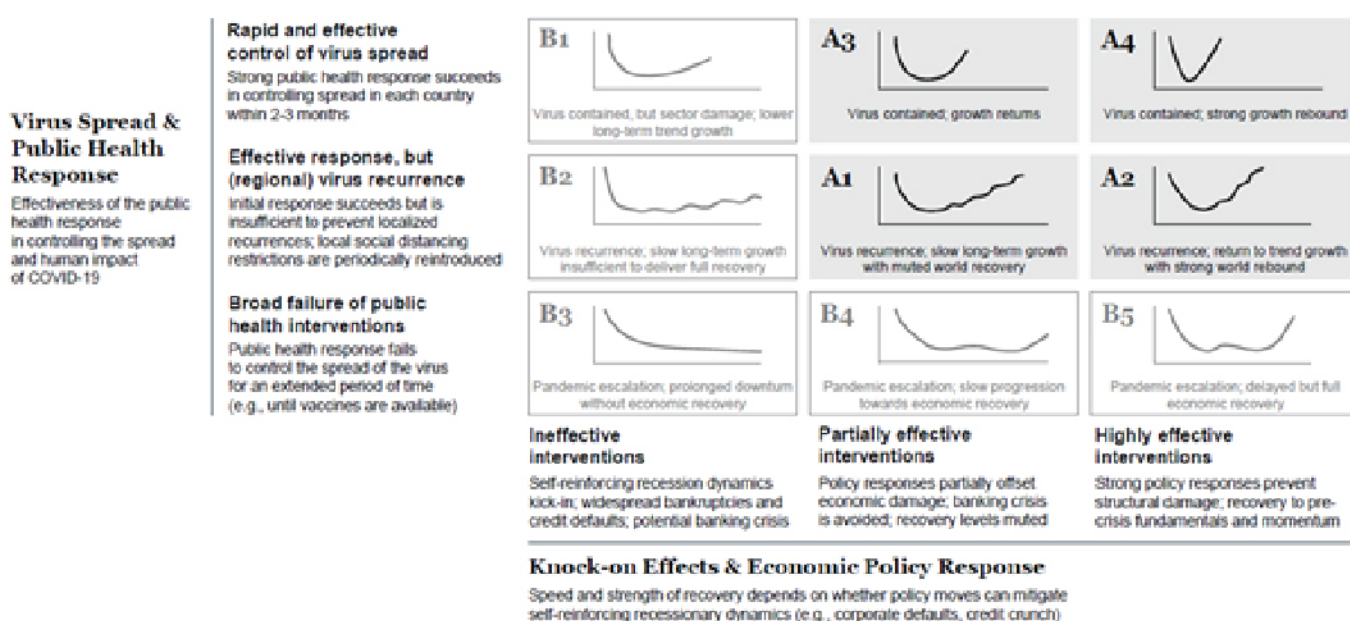 Virus Spread &
Public Health
Response
Effectiveness of the public
health response
in controlling the spread
and human impact
of COVID-19
Rapid and effective
control of virus spread
Strong public health response succeeds
in controlling spread in each country
within 2-3 months
Effective response, but
(regional) virus recurrence
Initial response succeeds but is
insufficient to prevent localized
recurrences; local social distancing
restrictions are periodically reintroduced
Broad failure of public
health interventions
Public health response fails
to control the spread of the virus
for an extended period of time
(e.g., until vaccines are available)
B1
Virus contained, but sector damage; lower
long-term trend growth
A3
Virus contained; growth returns
A4
Virus contained; strong growth rebound
B2
Virus recurrence; slow long-term growth
insufficient to deliver full recovery
A1
Virus recurrence; slow long-term growth
with muted world recovery
A2
Virus recurrence; return to trend growth
with strong world rebound
B3
Pandemic escalation; prolonged downturn
without economic recovery
B4
Pandemic escalation; slow progression
towards economic recovery
B5
Pandemic escalation; delayed but full
economic recovery
Ineffective
interventions
Self-reinforcing recession dynamics
kick-in; widespread bankruptcies and
credit defaults; potential banking crisis
Partially effective
interventions
Policy responses partially offset
economic damage; banking crisis
is avoided; recovery levels muted
Highly effective
interventions
Strong policy responses prevent
structural damage; recovery to pre-
crisis fundamentals and momentum
Knock-on Effects & Economic Policy Response
Speed and strength of recovery depends on whether policy moves can mitigate
self-reinforcing recessionary dynamics (e.g., corporate defaults, credit crunch)